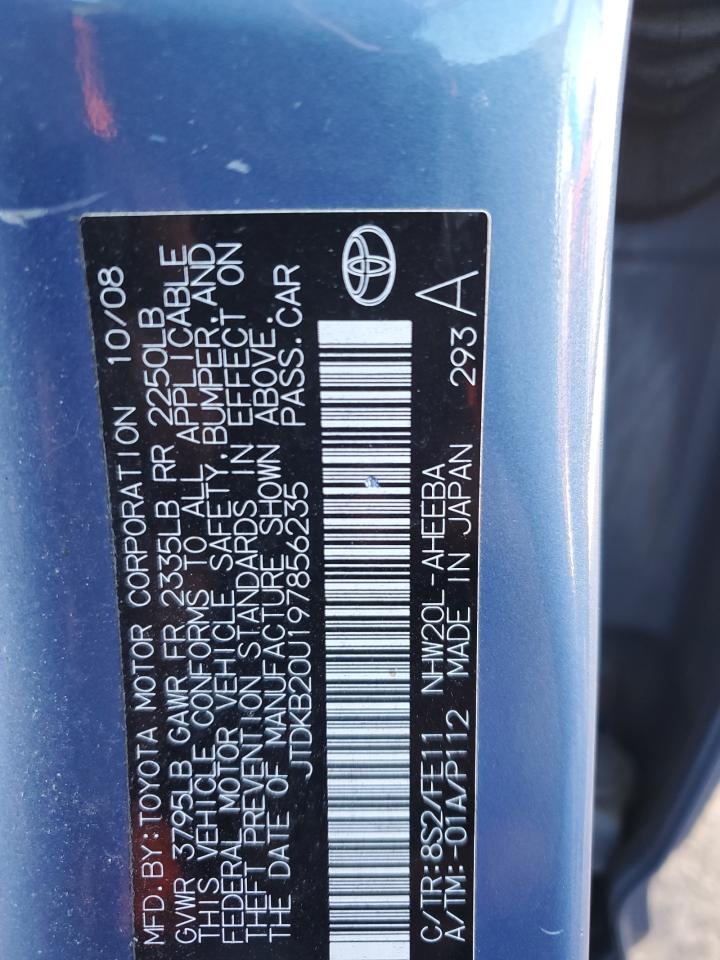 MFD.BY:TOYOTA MOTOR CORPORATION 10/08
GVWR 3795LB GAWR FR 2335LB RR 2250LB
THIS VEHICLE CONFORMS TO ALL APPLICABLE
FEDERAL MOTOR VEHICLE SAFETY,BUMPER,AND
THEFT PREVENTION STANDARDS IN EFFECT ON
THE DATE OF MANUFACTURE SHOWN ABOVE.
JTDKB20U197856235 PASS.CAR
C/TR:8S2/FE11 NHW20L-AHEEBA
A/TM:-01A/P112 MADE IN JAPAN 293 A